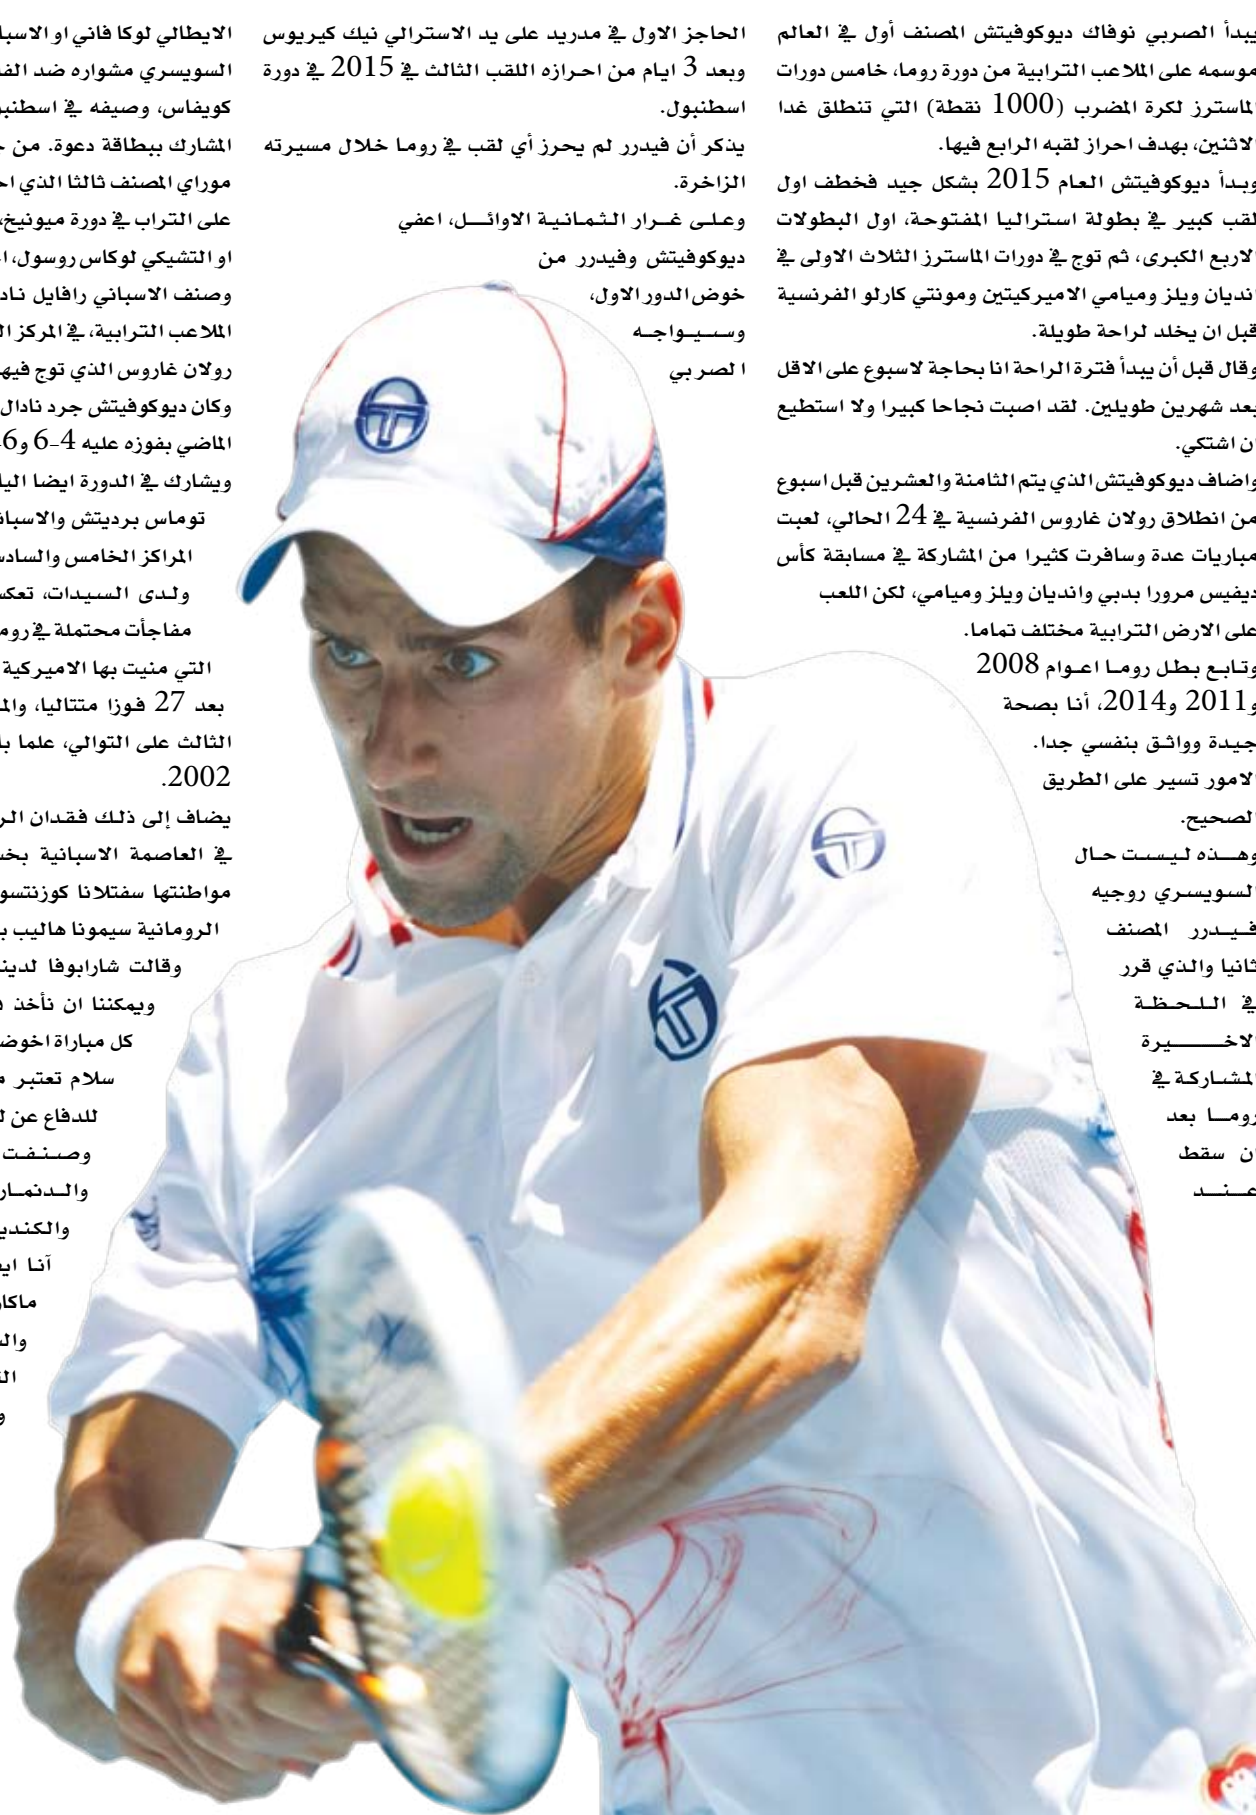 يبدأ الصربي نوفاك ديوكوفيتش المصنف أول في العالم
موسمه على الملاعب الترابية من دورة روما، خامس دورات
الماسترز لكرة المضرب (1000 نقطة) التي تنطلق غدا
الاثنين، بهدف احراز لقبه الرابع فيها.
وبدأ ديوكوفيتش العام 2015 بشكل جيد فخطف اول
لقب كبير في بطولة استراليا المفتوحة، اول البطولات
الاربع الكبرى، ثم توج في دورات الماسترز الثلاث الاولى في
انديان ويلز وميامي الاميركيتين ومونتي كارلو الفرنسية
قبل ان يخلد لراحة طويلة.
وقال قبل أن يبدأ فترة الراحة انا بحاجة لاسبوع على الاقل
بعد شهرين طويلين. لقد اصبت نجاحا كبيرا ولا استطيع
ان اشتكي.
واضاف ديوكوفيتش الذي يتم الثامنة والعشرين قبل اسبوع
من انطلاق رولان غاروس الفرنسية في 24 الحالي، لعبت
مباريات عدة وسافرت كثيرا من المشاركة في مسابقة كأس
ديفيس مرورا بدبي وانديان ويلز وميامي، لكن اللعب
على الارض الترابية مختلف تماما.
وتابع بطل روما اعوام 2008
و2011 و2014، أنا بصحة
جيدة وواثق بنفسي جدا.
الامور تسير على الطريق
الصحيح.
وهذه ليست حال
السويسري روجيه
فيدرر المصنف
ثانيا والذي قرر
في اللحظة
الاخيرة
المشاركة في
روما بعد
ان سقط
عند
الحاجز الاول في مدريد على يد الاسترالي نيك كيريوس
وبعد 3 ايام من احرازه اللقب الثالث في 2015 في دورة
اسطنبول.
يذكر أن فيدرر لم يحرز أي لقب في روما خلال مسيرته
الزاخرة.
وعلى غرار الثمانية الاوائل، اعفي
ديوكوفيتش وفيدرر من
خوض الدور الاول،
وسيواجه
الصربي
الايطالي لوكا فاني او الاسبا
السويسري مشواره ضد الف
كويفاس، وصيفه في اسطنب
المشارك ببطاقة دعوة. من ج
موراي المصنف ثالثا الذي اح
على التراب في دورة ميونيخ،
او التشيكي لوكاس روسول، ا
وصنف الاسباني رافايل ناد
الملاعب الترابية، في المركز ال
رولان غاروس الذي توج فيه
وكان ديوكوفيتش جرد نادال
الماضي بفوزه عليه 4-6 و6
ويشارك في الدورة ايضا اليا
توماس برديتش والاسبان
المراكز الخامس والسادس
ولدى السيدات، تعكس
مفاجأت محتملة في روم
التي منيت بها الاميركية
بعد 27 فوزا متتاليا، والم
الثالث على التوالي، علما با
2002.
يضاف إلى ذلك فقدان الر
في العاصمة الاسبانية بخس
مواطنتها سفتلانا كوزنتسو
الرومانية سيمونا هاليب ب
وقالت شارابوفا لدين
ويمكننا ان نأخذ ف
كل مباراة اخوض
سلام تعتبر م
للدفاع عن ل
وصنفت
والدنمار
والكندي
آنا ايف
ماكار
وال
الت
و